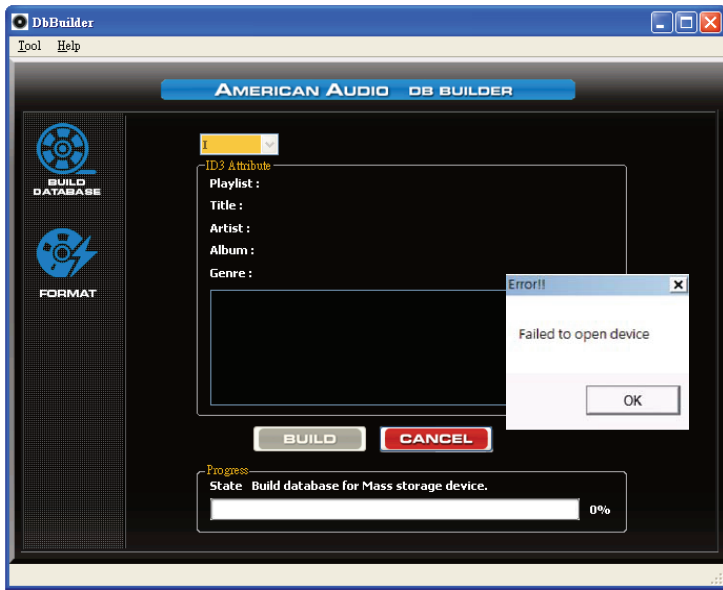 DbBuilder
Tool Help
AMERICAN AUDIO DB BUILDER
BUILD
DATABASE
FORMAT
I
ID3 Attribute
Playlist :
Title :
Artist :
Album :
Genre :
Error!!
Failed to open device
OK
BUILD CANCEL
Progress
State Build database for Mass storage device.
0%